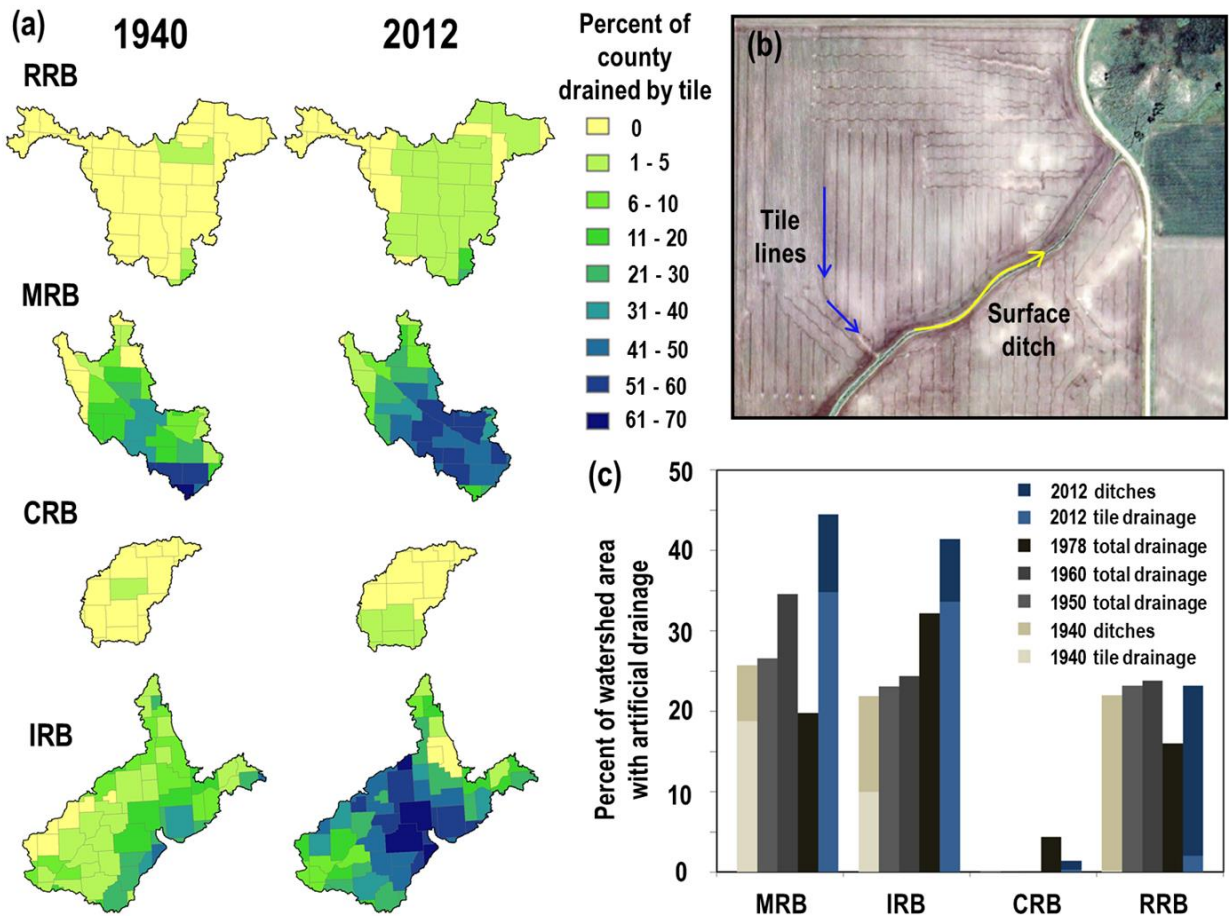 (a)
1940
2012
Percent of
county
drained by tile
0
1 - 5
6 - 10
11 - 20
21 - 30
31 - 40
41 - 50
51 - 60
61 - 70
RRB
MRB
CRB
IRB
(b)
Tile
lines
Surface
ditch
(c)
Percent of watershed area
with artificial drainage
50
40
30
20
10
0
2012 ditches
2012 tile drainage
1978 total drainage
1960 total drainage
1950 total drainage
1940 ditches
1940 tile drainage
MRB
IRB
CRB
RRB